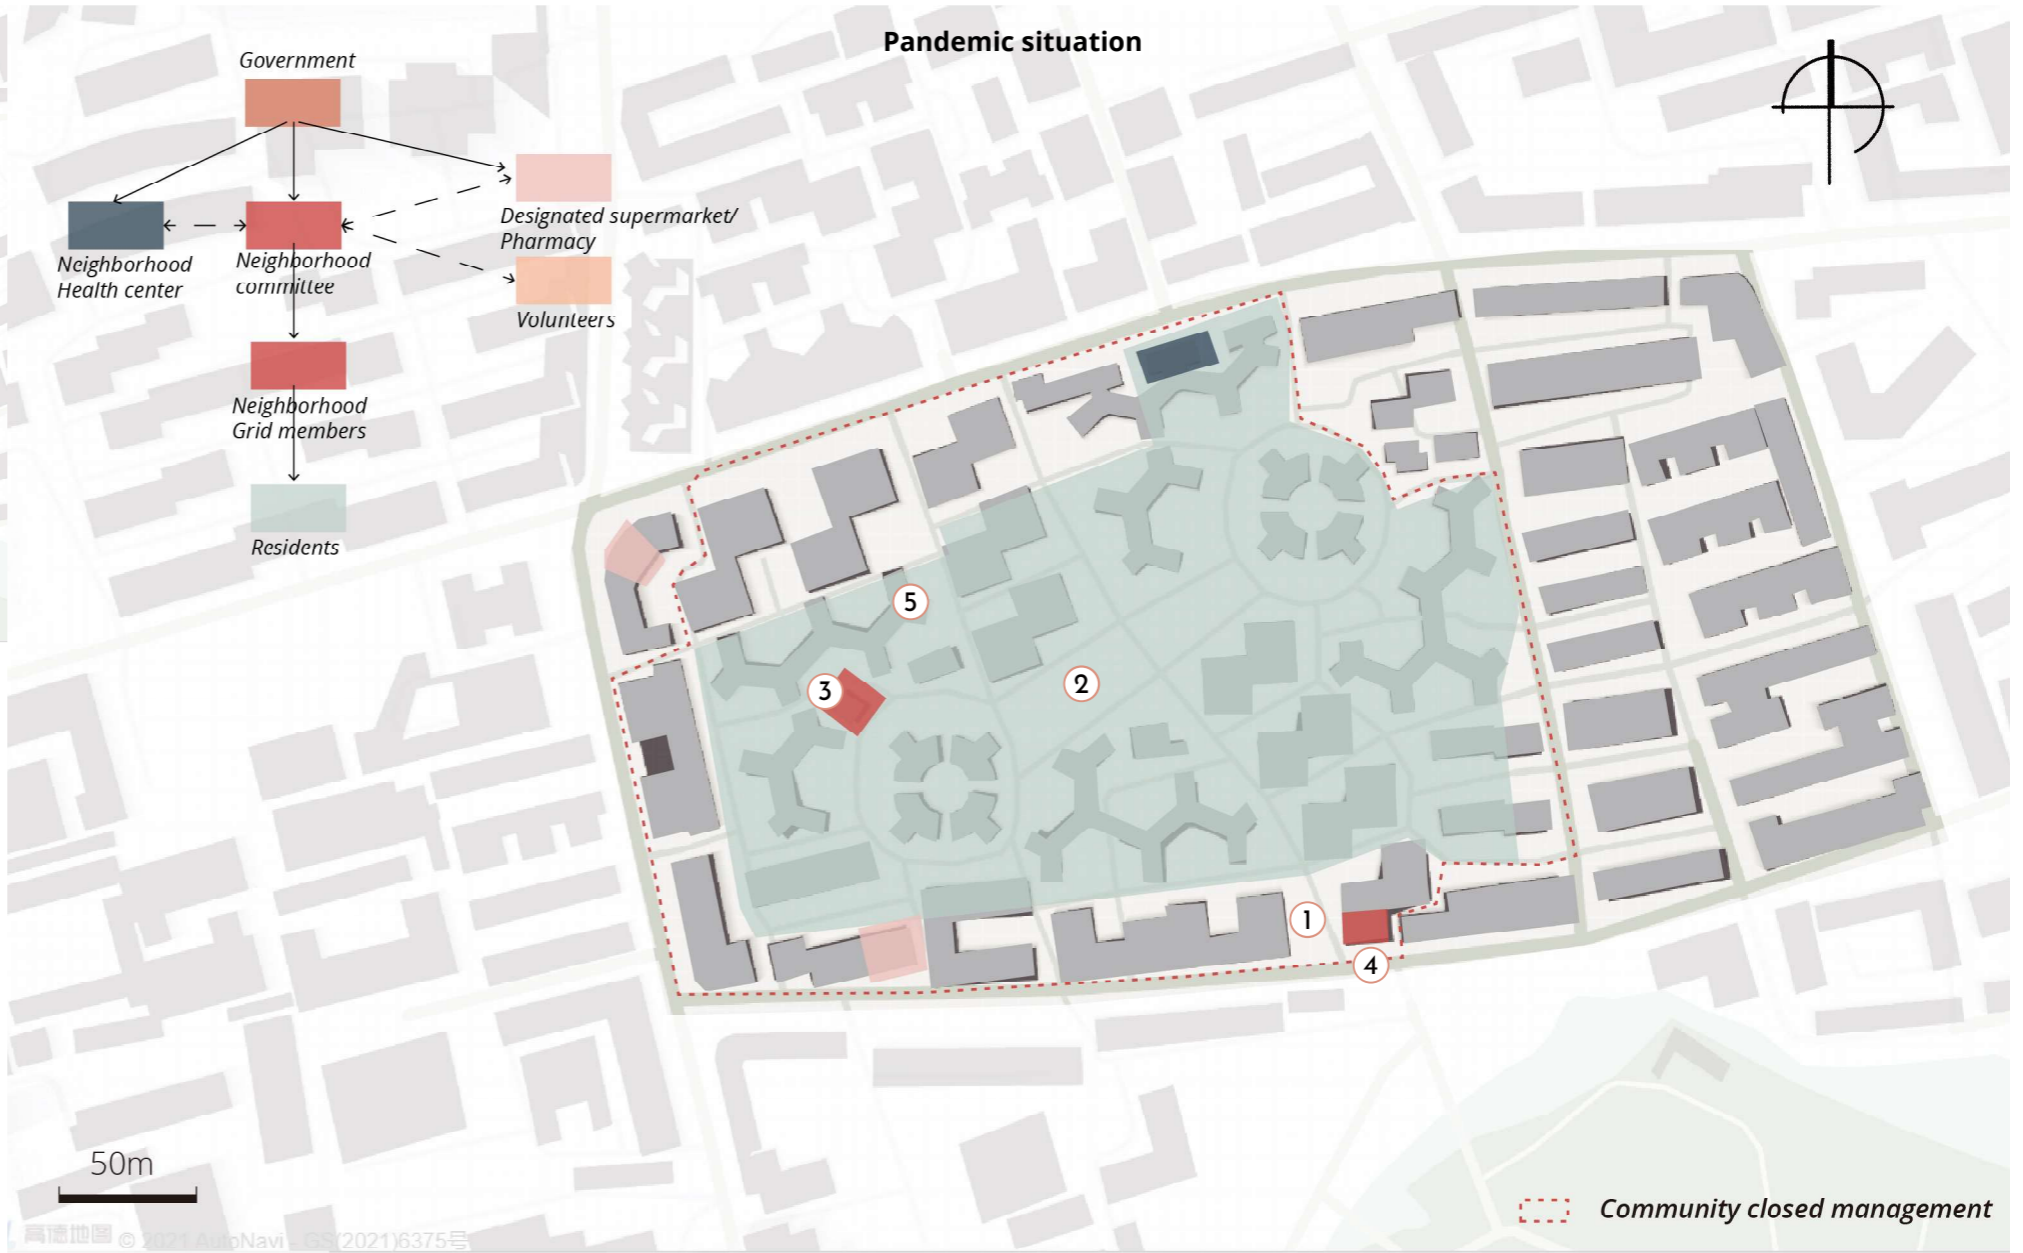 Pandemic situation
Government
Designated supermarket/
Pharmacy
Neighborhood
Health center
Neighborhood
committee
Volunteers
Neighborhood
Grid members
Residents
5
3
2
1
4
50m
Community closed management
高德地图 © 2021 AutoNavi - GS(2021)6375号